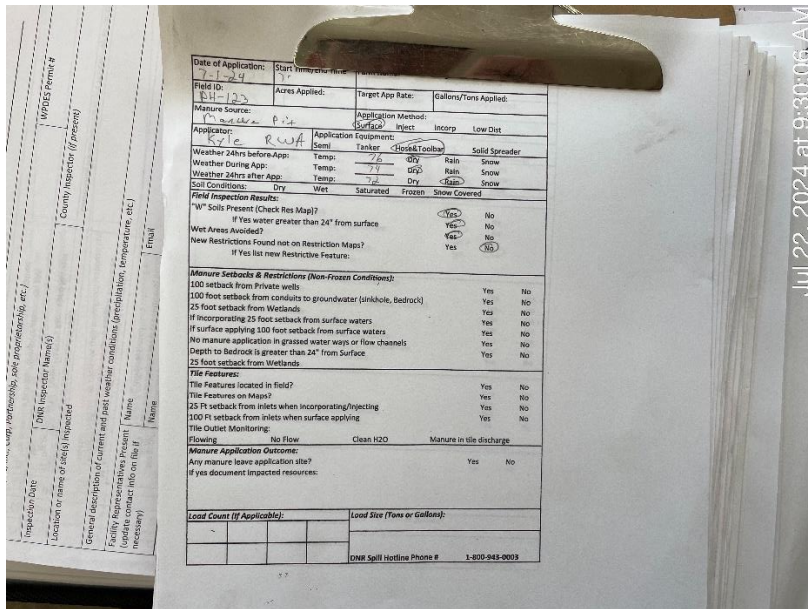 Date of Application: Start Time/End Time
7-1-24
Field ID: Acres Applied: Target App Rate: Gallons/Tons Applied:
PH-123
Manure Source: Application Method:
Manure Pit Surface Inject Incorp Low Dist
Applicator: Application Equipment:
Kyle RWA Semi Tanker Hose&Toolbar Solid Spreader
Weather 24hrs before App: Temp: 76 Dry Rain Snow
Weather During App: Temp: 79 Dry Rain Snow
Weather 24hrs after App: Temp: 72 Dry Rain Snow
Soil Conditions: Dry Wet Saturated Frozen Snow Covered
Field Inspection Results:
"W" Soils Present (Check Res Map)? Yes No
If Yes water greater than 24" from surface Yes No
Wet Areas Avoided? Yes No
New Restrictions Found not on Restriction Maps? Yes No
If Yes list new Restrictive Feature:
Manure Setbacks & Restrictions (Non-Frozen Conditions):
100 setback from Private wells Yes No
100 foot setback from conduits to groundwater (sinkhole, Bedrock) Yes No
25 foot setback from Wetlands Yes No
If incorporating 25 foot setback from surface waters Yes No
If surface applying 100 foot setback from surface waters Yes No
No manure application in grassed water ways or flow channels Yes No
Depth to Bedrock is greater than 24" from Surface
25 foot setback from Wetlands
Tile Features:
Tile Features located in field? Yes No
Tile Features on Maps? Yes No
25 Ft setback from inlets when incorporating/injecting Yes No
100 Ft setback from inlets when surface applying Yes No
Tile Outlet Monitoring:
Flowing No Flow Clean H2O Manure in tile discharge
Manure Application Outcome:
Any manure leave application site? Yes No
If yes document impacted resources:
Load Count (If Applicable): Load Size (Tons or Gallons):
DNR Spill Hotline Phone # 1-800-943-0003
Corp, Partnership, sole proprietorship, etc.)
Inspection Date DNR Inspector Name(s) WPDES Permit #
Location or name of site(s) inspected County Inspector (if present)
General description of current and past weather conditions (precipitation, temperature, etc.)
Facility Representatives Present Name Email
(update contact info on file if
necessary) Name
Jul 22, 2024 at 9:30:06 AM